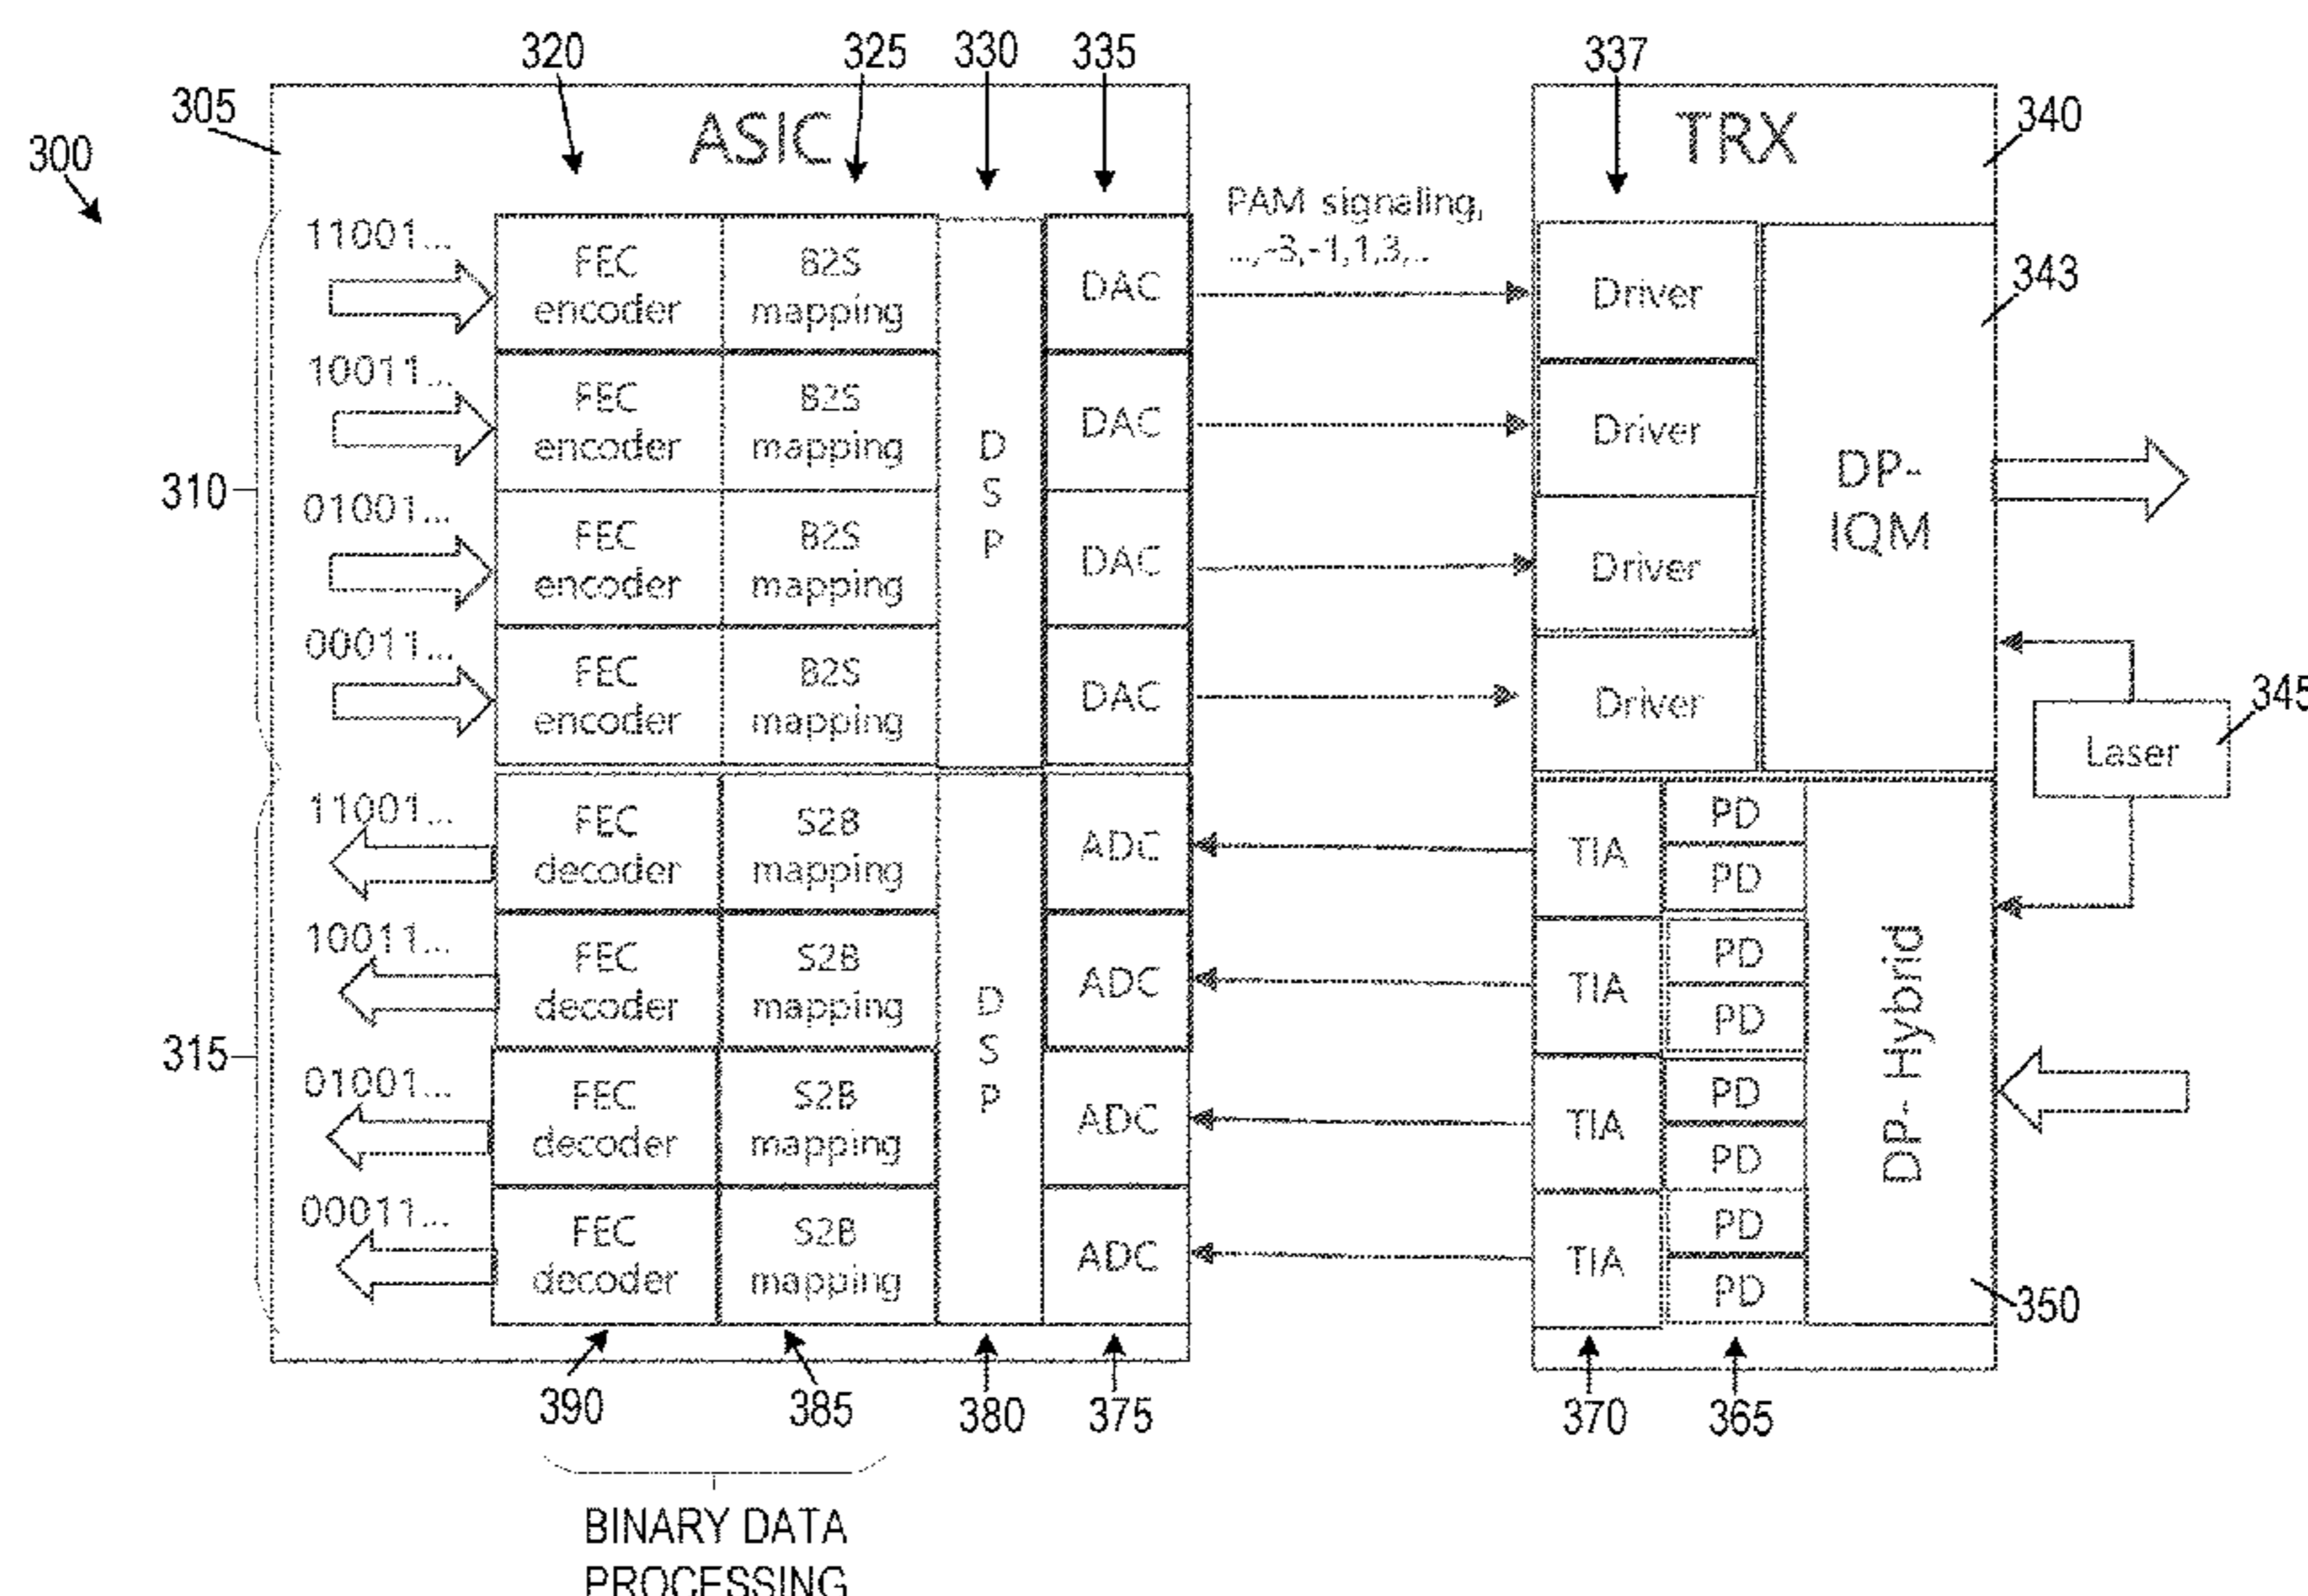 320
325
330
335
337
305
ASIC
TRX
340
300
PAM signaling,
...,-3,-1,1,3,..
11001...
FEC
encoder
B2S
mapping
DAC
Driver
343
10011...
FEC
encoder
B2S
mapping
DAC
Driver
D
S
P
DP-
IQM
310
01001...
FEC
encoder
B2S
mapping
DAC
Driver
00011...
FEC
encoder
B2S
mapping
DAC
Driver
345
Laser
11001...
FEC
decoder
S2B
mapping
ADC
TIA
PD
PD
10011...
FEC
decoder
S2B
mapping
ADC
TIA
PD
PD
D
S
P
DP- Hybrid
315
01001...
FEC
decoder
S2B
mapping
ADC
TIA
PD
PD
00011...
FEC
decoder
S2B
mapping
ADC
TIA
PD
PD
350
390
385
380
375
370
365
BINARY DATA
PROCESSING